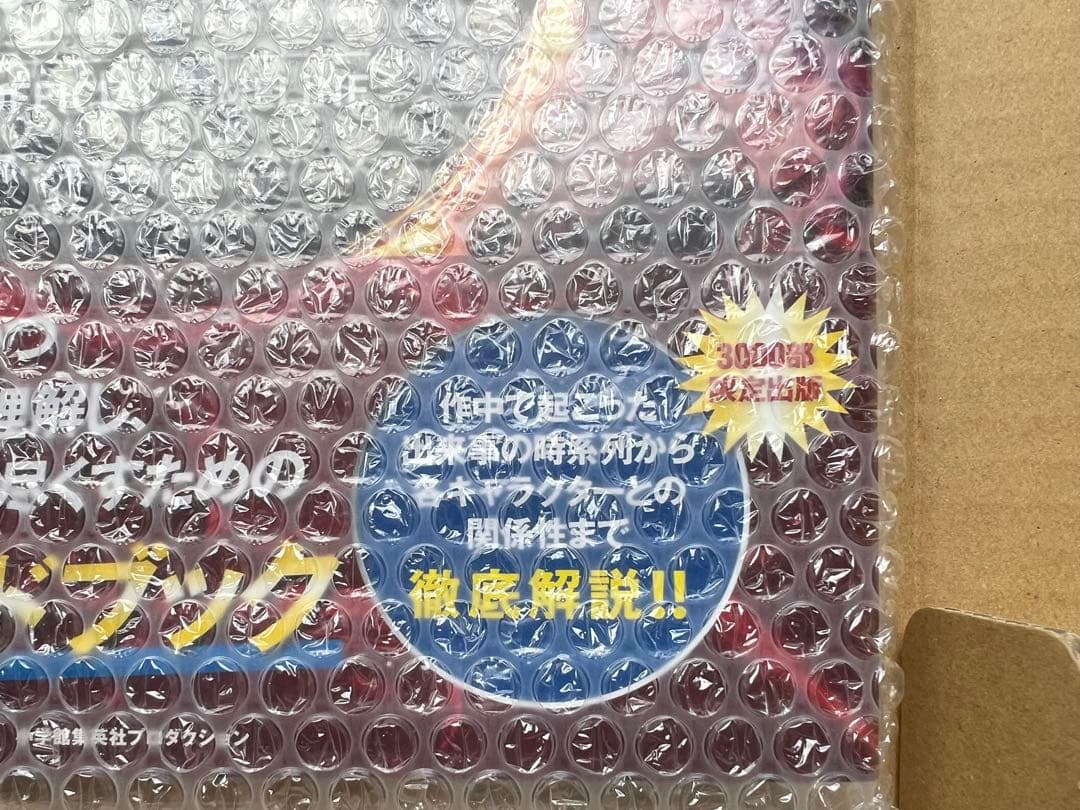 OFFICIAL
3000部
限定出版
作中で起こった
出来事の時系列から
各キャラクターとの
関係性まで
徹底解説!!
理解し、
尽くすための
ドブック
学館集英社プロダクション